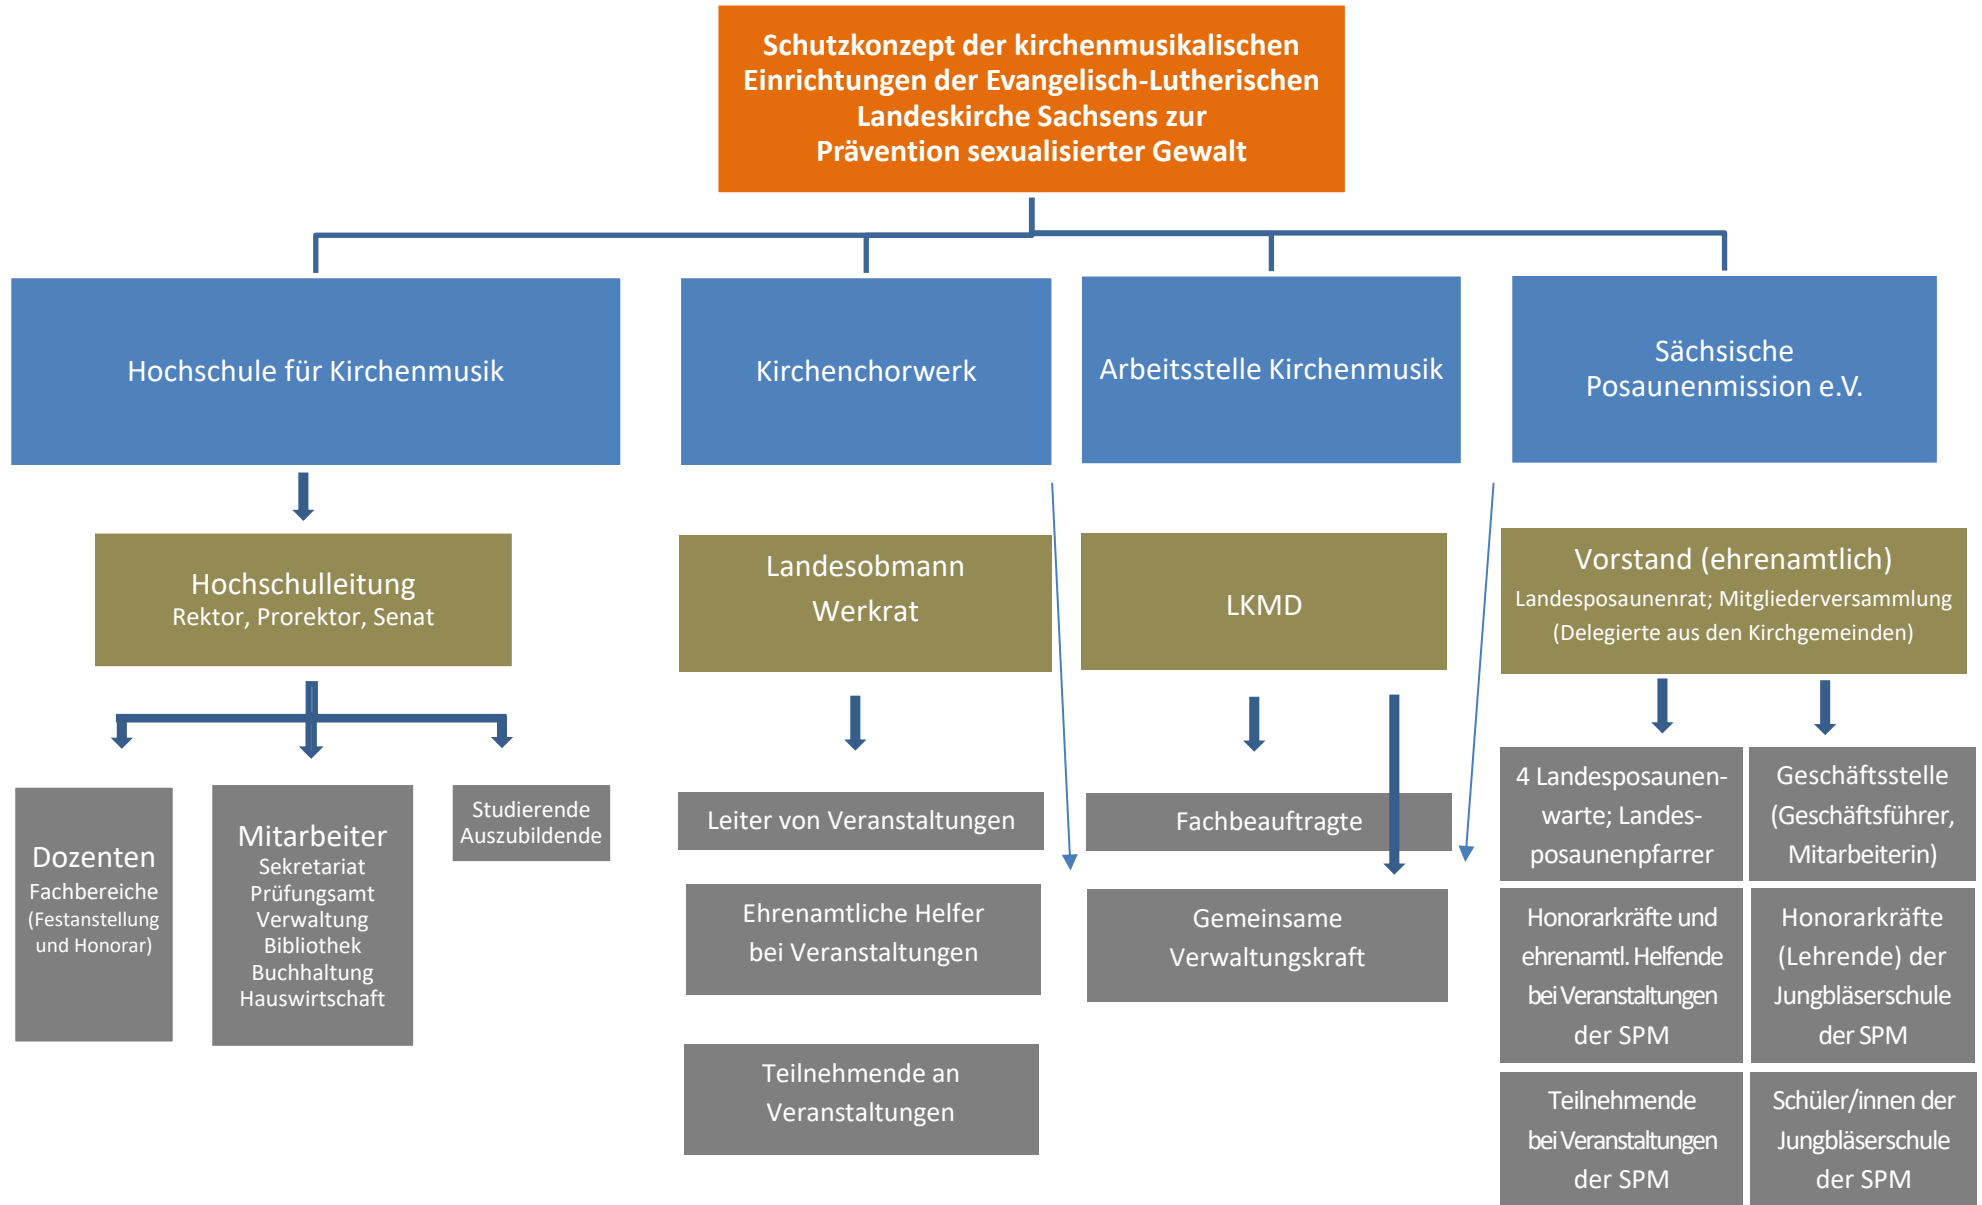 Schutzkonzept der kirchenmusikalischen
Einrichtungen der Evangelisch-Lutherischen
Landeskirche Sachsens zur
Prävention sexualisierter Gewalt
Hochschule für Kirchenmusik
Kirchenchorwerk
Arbeitsstelle Kirchenmusik
Sächsische
Posaunenmission e.V.
Hochschulleitung
Rektor, Prorektor, Senat
Landesobmann
Werkrat
LKMD
Vorstand (ehrenamtlich)
Landesposaunenrat; Mitgliederversammlung
(Delegierte aus den Kirchgemeinden)
Dozenten
Fachbereiche
(Festanstellung
und Honorar)
Mitarbeiter
Sekretariat
Prüfungsamt
Verwaltung
Bibliothek
Buchhaltung
Hauswirtschaft
Studierende
Auszubildende
Leiter von Veranstaltungen
Ehrenamtliche Helfer
bei Veranstaltungen
Teilnehmende an
Veranstaltungen
Fachbeauftragte
Gemeinsame
Verwaltungskraft
4 Landesposaunen-
warte; Landes-
posaunenpfarrer
Geschäftsstelle
(Geschäftsführer,
Mitarbeiterin)
Honorarkräfte und
ehrenamtl. Helfende
bei Veranstaltungen
der SPM
Honorarkräfte
(Lehrende) der
Jungbläserschule
der SPM
Teilnehmende
bei Veranstaltungen
der SPM
Schüler/innen der
Jungbläserschule
der SPM